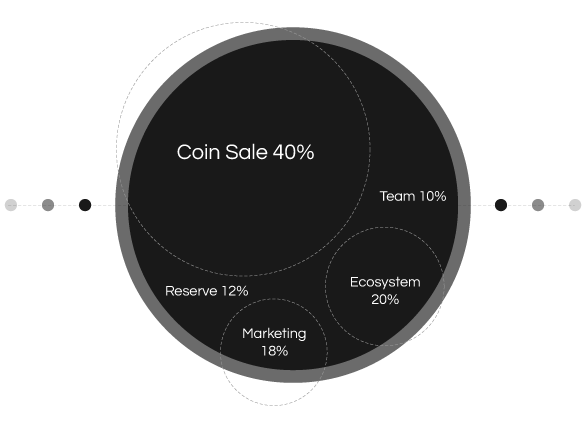 Coin Sale 40%
Team 10%
Ecosystem
20%
Reserve 12%
Marketing
18%